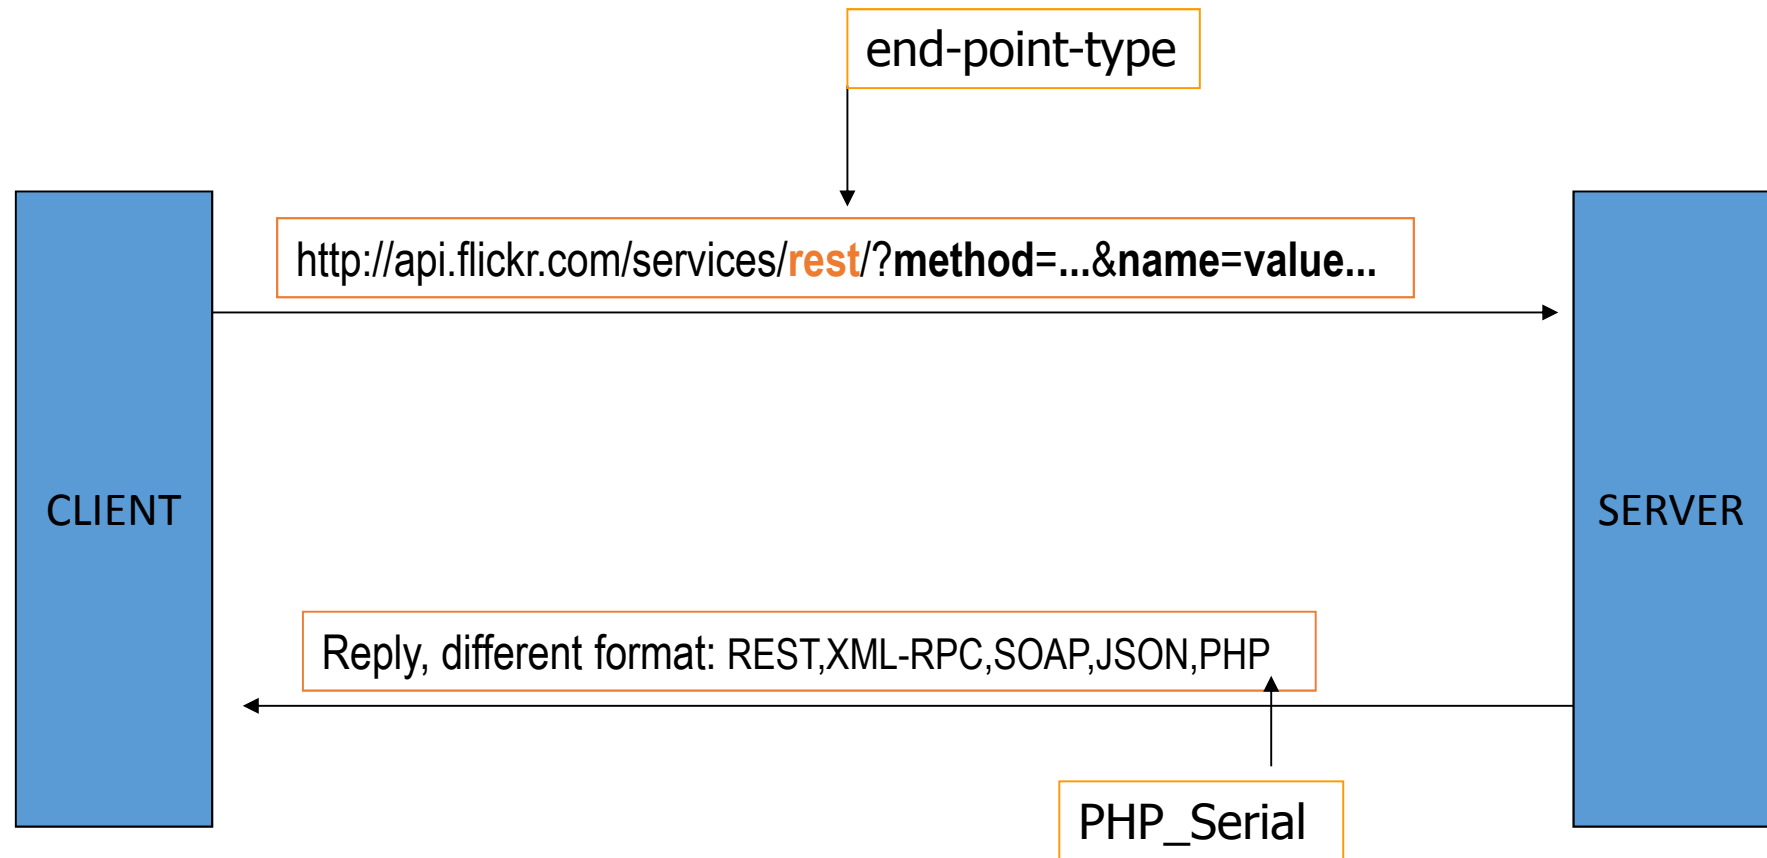 end-point-type
http://api.flickr.com/services/rest/?method=...&name=value...
CLIENT
SERVER
Reply, different format: REST,XML-RPC,SOAP,JSON,PHP
PHP_Serial